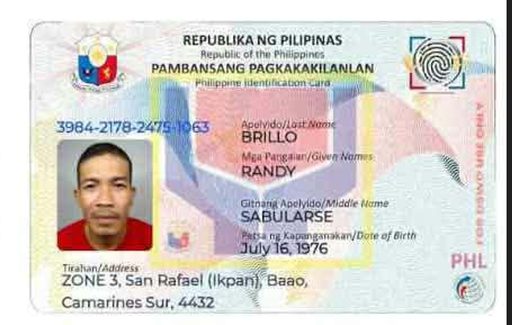 REPUBLIKA NG PILIPINAS
Republic of the Philippines
PAMBANSANG PAGKAKAKILANLAN
Philippine Identification Card
3984-2178-2475-1063
Apelyido/Last Name
BRILLO
Mga Pangalan/Given Names
RANDY
Gitnang Apelyido/Middle Name
SABULARSE
Petsa ng Kapanganakan/Date of Birth
July 16, 1976
FOR DSWD USE ONLY
PHL
Tirahan/Address
ZONE 3, San Rafael (Ikpan), Baao,
Camarines Sur, 4432